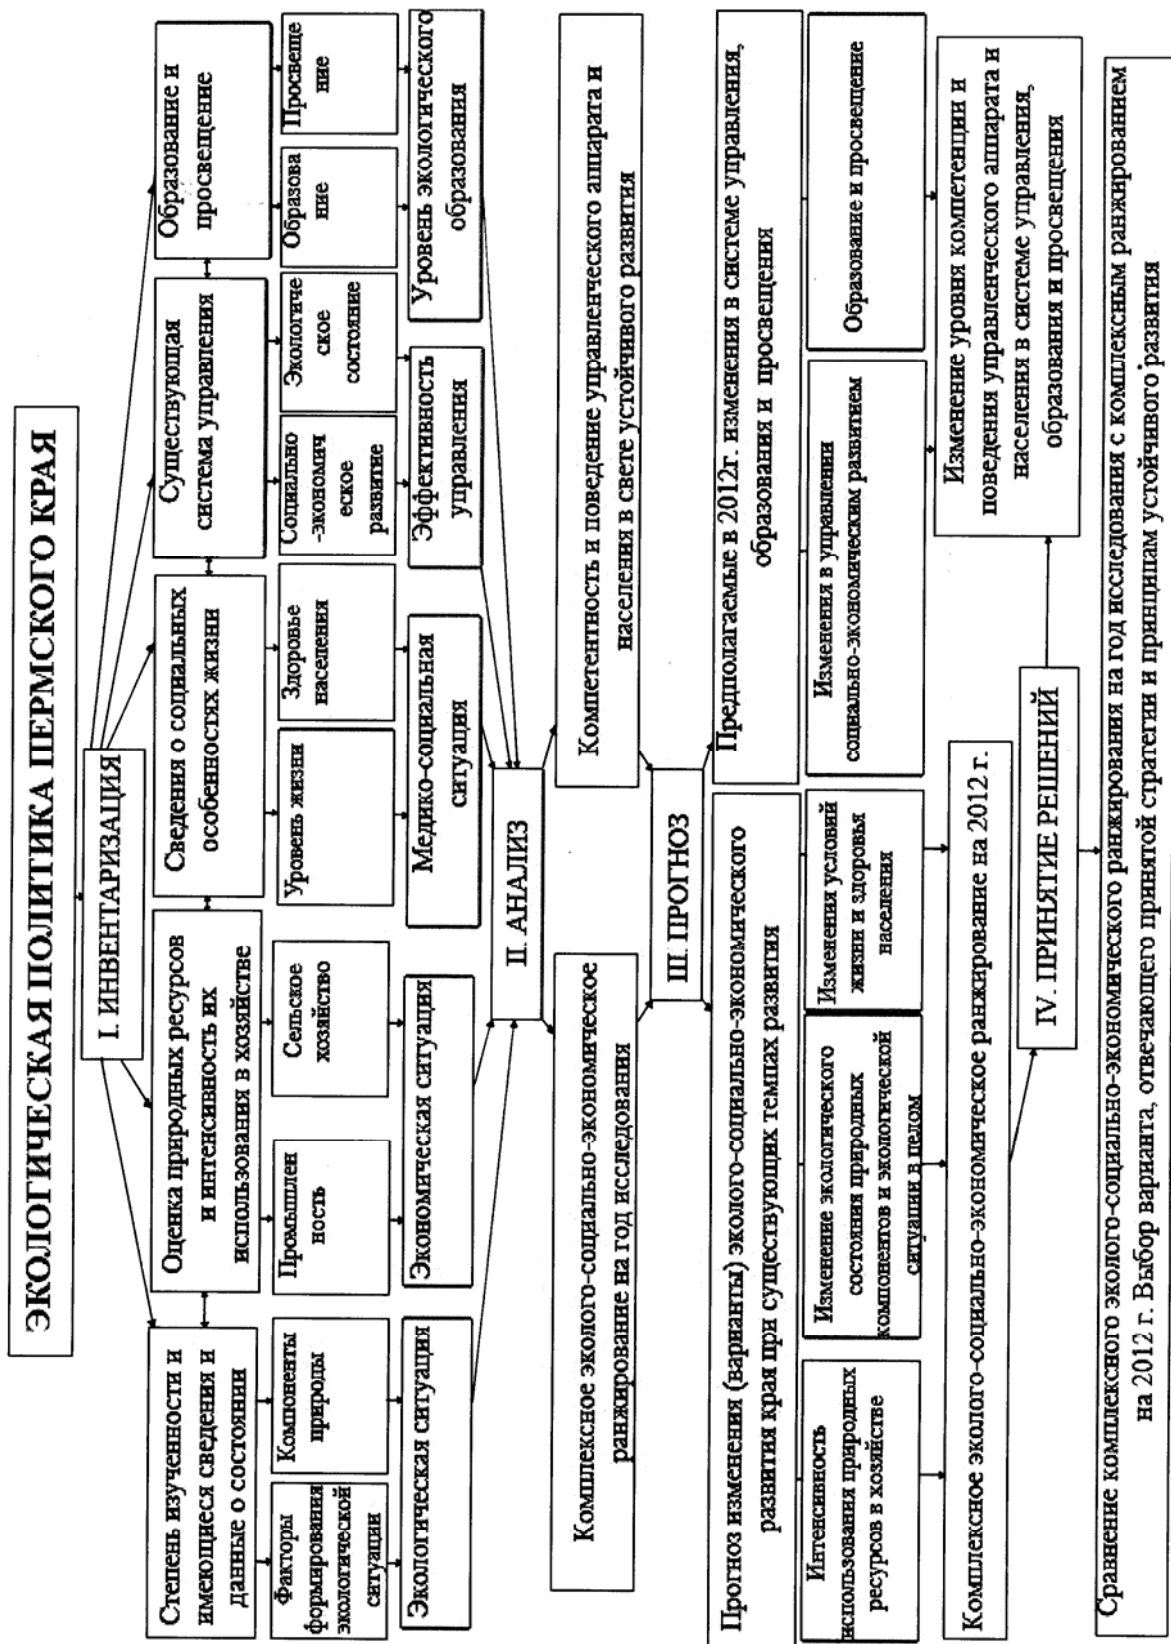 ЭКОЛОГИЧЕСКАЯ ПОЛИТИКА ПЕРМСКОГО КРАЯ
I. ИНВЕНТАРИЗАЦИЯ
Степень изученности и
имеющиеся сведения и
данные о состоянии
Оценка природных ресурсов
и интенсивность их
использования в хозяйстве
Сведения о социальных
особенностях жизни
Существующая
система управления
Образование и
просвещение
Факторы
формирования
экологической
ситуации
Компоненты
природы
Промышлен
ность
Сельское
хозяйство
Уровень жизни
Здоровье
населения
Социально
-экономич
еское
развитие
Экологиче
ское
состояние
Образова
ние
Просвеще
ние
Экологическая ситуация
Экономическая ситуация
Медико-социальная
ситуация
Эффективность
управления
Уровень экологического
образования
II. АНАЛИЗ
Комплексное эколого-социально-экономическое
ранжирование на год исследования
Компетентность и поведение управленческого аппарата и
населения в свете устойчивого развития
III. ПРОГНОЗ
Прогноз изменения (варианты) эколого-социально-экономического
развития края при существующих темпах развития
Предполагаемые в 2012г. изменения в системе управления,
образования и просвещения
Интенсивность
использования природных
ресурсов в хозяйстве
Изменение экологического
состояния природных
компонентов и экологической
ситуации в целом
Изменения условий
жизни и здоровья
населения
Изменения в управлении
социально-экономическим развитием
Образование и просвещение
Комплексное эколого-социально-экономическое ранжирование на 2012 г.
Изменение уровня компетенции и
поведения управленческого аппарата и
населения в системе управления,
образования и просвещения
IV. ПРИНЯТИЕ РЕШЕНИЙ
Сравнение комплексного эколого-социально-экономического ранжирования на год исследования с комплексным ранжированием
на 2012 г. Выбор варианта, отвечающего принятой стратегии и принципам устойчивого развития